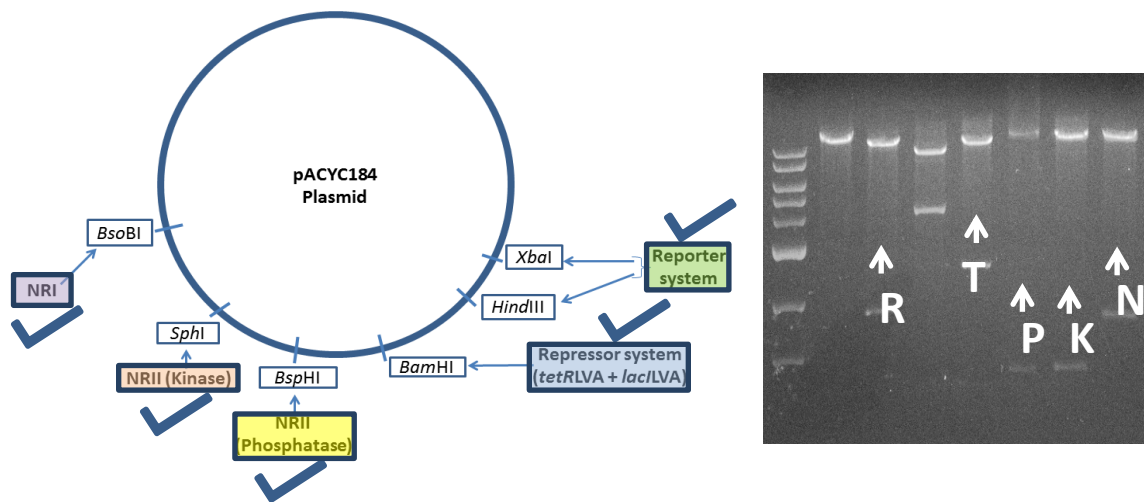 pACYC184
Plasmid
BsoBI
NRI
SphI
NRII (Kinase)
BspHI
NRII
(Phosphatase)
BamHI
XbaI
HindIII
Reporter
system
Repressor system
(tetRLVA + lacILVA)
R
T
P
K
N